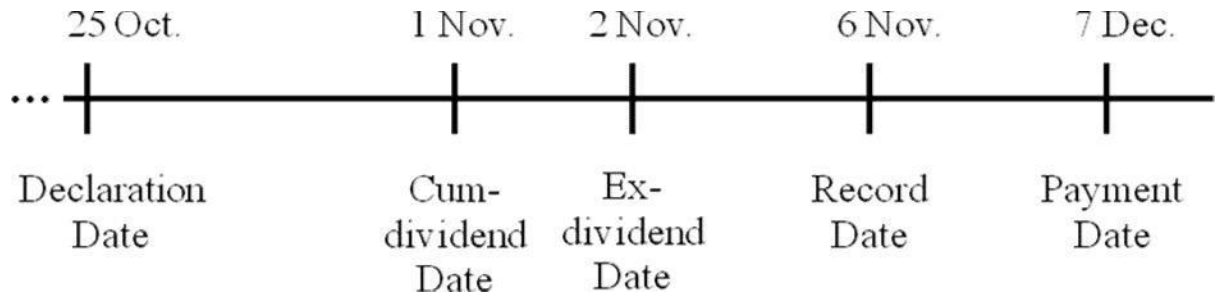 25 Oct. 1 Nov. 2 Nov. 6 Nov. 7 Dec.
...
Declaration Date
Cum-
dividend
Date
Ex-
dividend
Date
Record
Date
Payment
Date